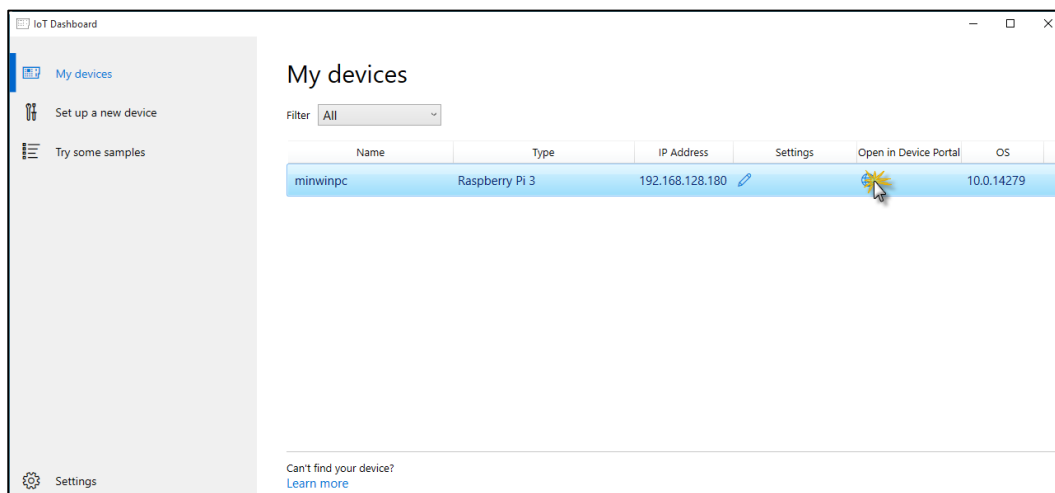 IoT Dashboard
My devices
Set up a new device
Try some samples
Settings
My devices
Filter All
Name Type IP Address Settings Open in Device Portal OS
minwinpc Raspberry Pi 3 192.168.128.180 10.0.14279
Can't find your device?
Learn more